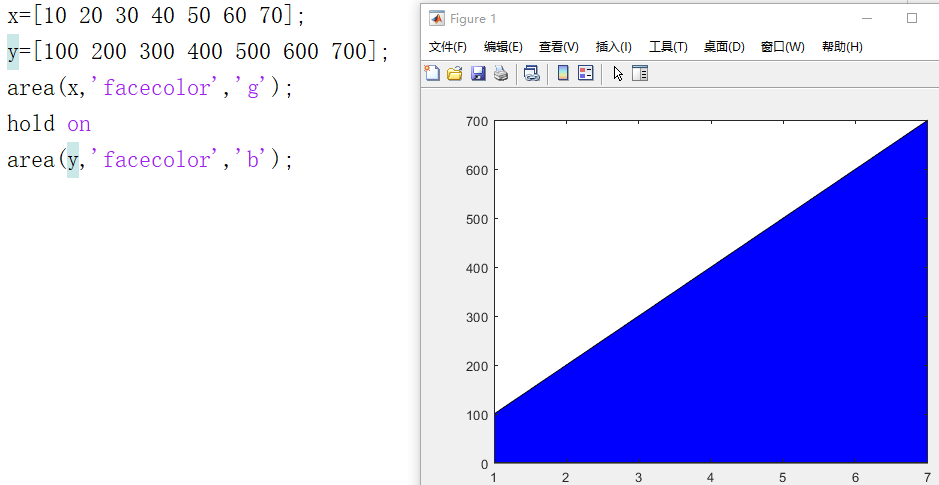 x=[10 20 30 40 50 60 70];
y=[100 200 300 400 500 600 700];
area(x,'facecolor','g');
hold on
area(y,'facecolor','b');
Figure 1
文件(F) 编辑(E) 查看(V) 插入(I) 工具(T) 桌面(D) 窗口(W) 帮助(H)
700
600
500
400
300
200
100
0
1 2 3 4 5 6 7